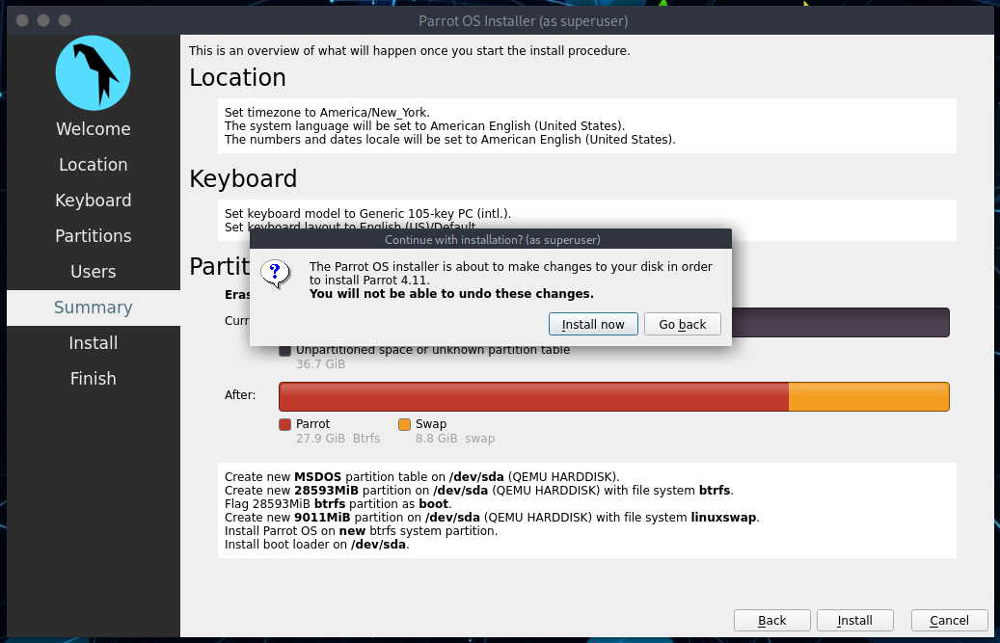 Parrot OS Installer (as superuser)
Welcome
Location
Keyboard
Partitions
Users
Summary
Install
Finish
This is an overview of what will happen once you start the install procedure.
Location
Set timezone to America/New_York.
The system language will be set to American English (United States).
The numbers and dates locale will be set to American English (United States).
Keyboard
Set keyboard model to Generic 105-key PC (intl.).
Set keyboard layout to English (US)/Default
Continue with installation? (as superuser)
The Parrot OS installer is about to make changes to your disk in order
to install Parrot 4.11.
You will not be able to undo these changes.
Install now
Go back
Unpartitioned space or unknown partition table
36.7 GiB
After:
Parrot
27.9 GiB Btrfs
Swap
8.8 GiB swap
Create new MSDOS partition table on /dev/sda (QEMU HARDDISK).
Create new 28593MiB partition on /dev/sda (QEMU HARDDISK) with file system btrfs.
Flag 28593MiB btrfs partition as boot.
Create new 9011MiB partition on /dev/sda (QEMU HARDDISK) with file system linuxswap.
Install Parrot OS on new btrfs system partition.
Install boot loader on /dev/sda.
Back
Install
Cancel